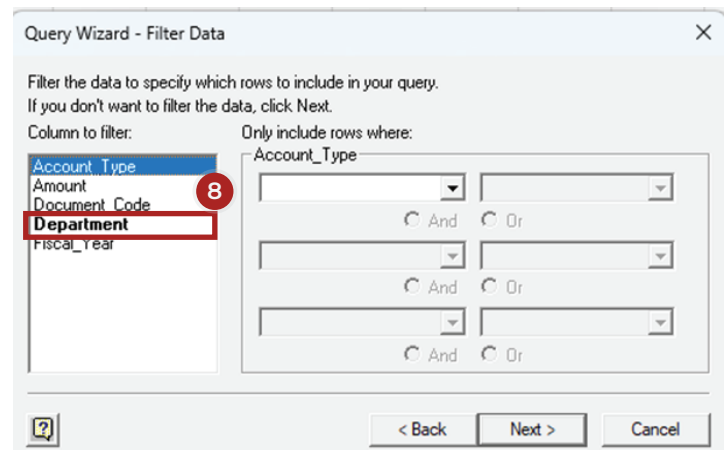 Query Wizard - Filter Data
Filter the data to specify which rows to include in your query.
If you don't want to filter the data, click Next.
Column to filter:
Only include rows where:
Account_Type
Amount
Document_Code
Department
Fiscal_Year
8
Account_Type
And Or
And Or
And Or
?
< Back Next > Cancel